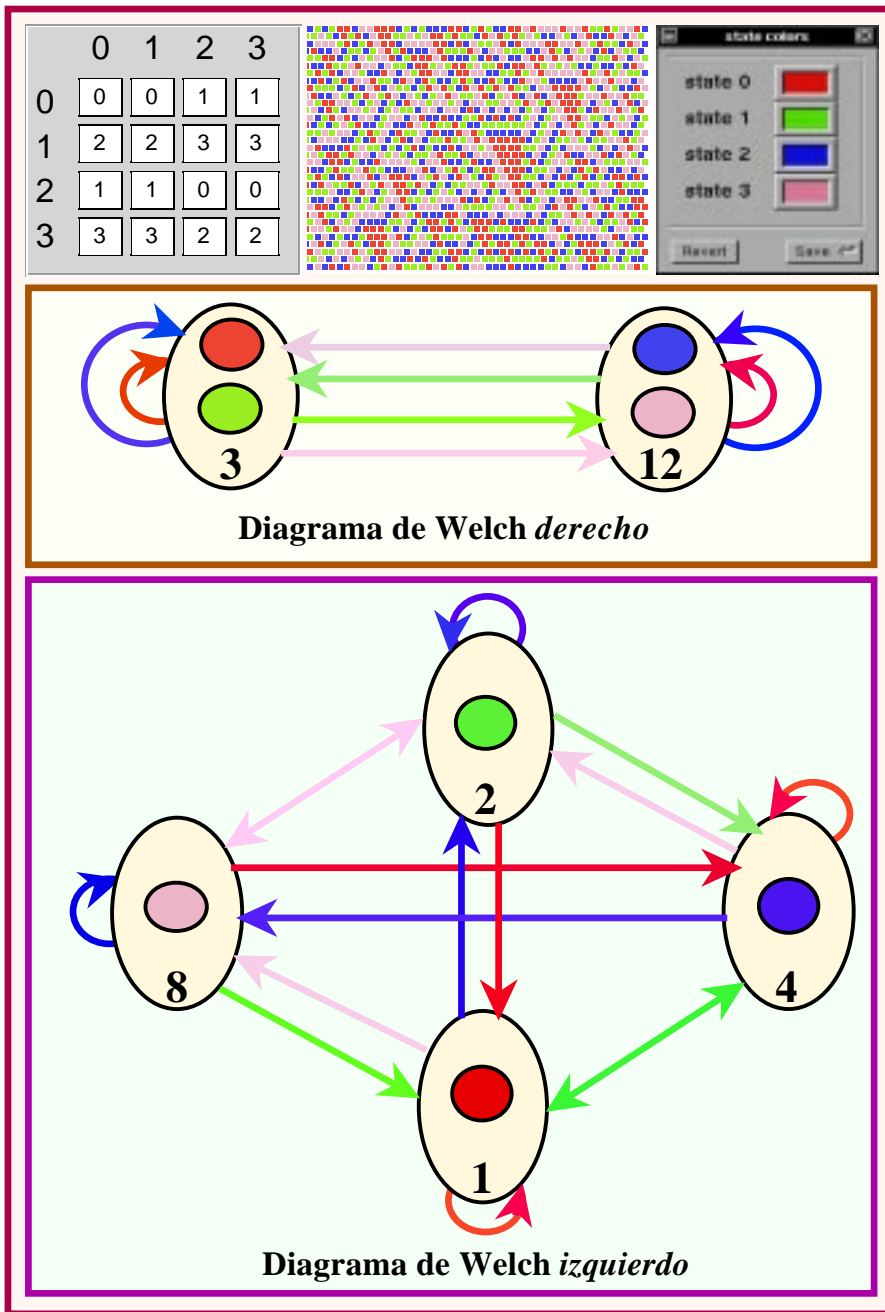 0 1 2 3
0 0 0 1 1
1 2 2 3 3
2 1 1 0 0
3 3 3 2 2
state colors
state 0
state 1
state 2
state 3
Revert Save
3 12
Diagrama de Welch derecho
2
8 4
1
Diagrama de Welch izquierdo